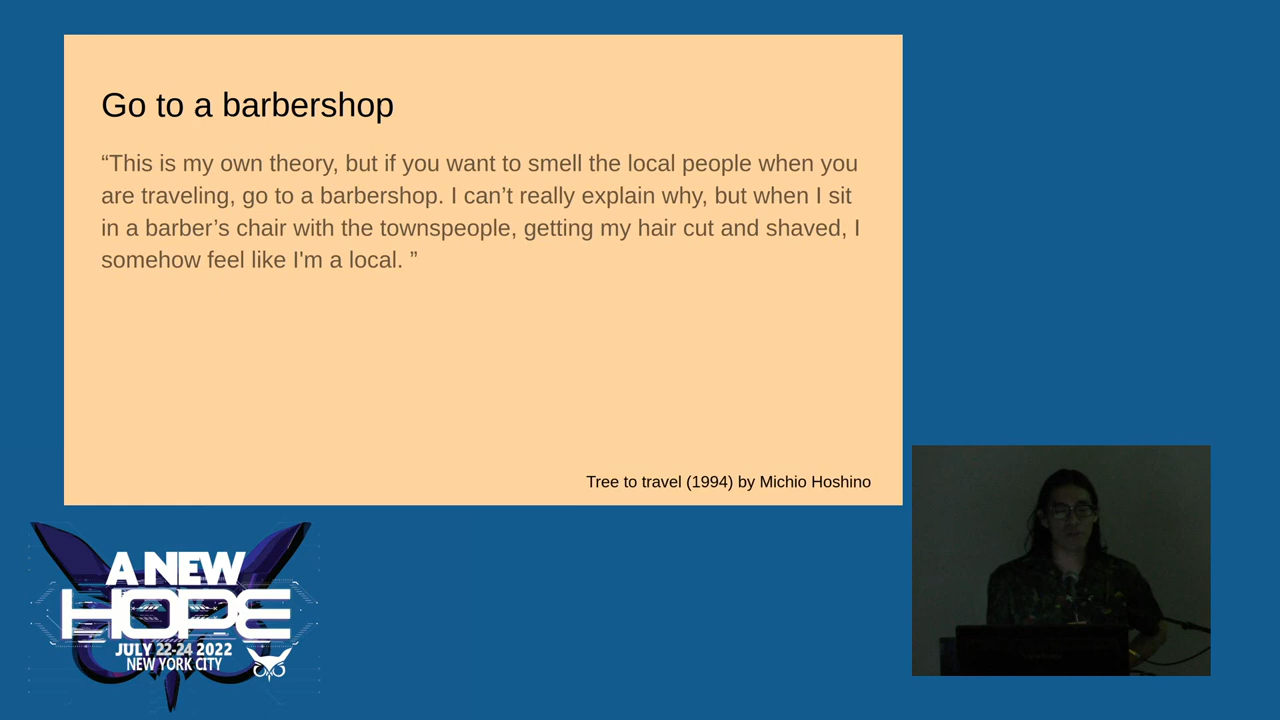 Go to a barbershop
“This is my own theory, but if you want to smell the local people when you
are traveling, go to a barbershop. I can’t really explain why, but when I sit
in a barber’s chair with the townspeople, getting my hair cut and shaved, I
somehow feel like I'm a local. ”
Tree to travel (1994) by Michio Hoshino
A NEW
HOPE
JULY 22-24 2022
NEW YORK CITY